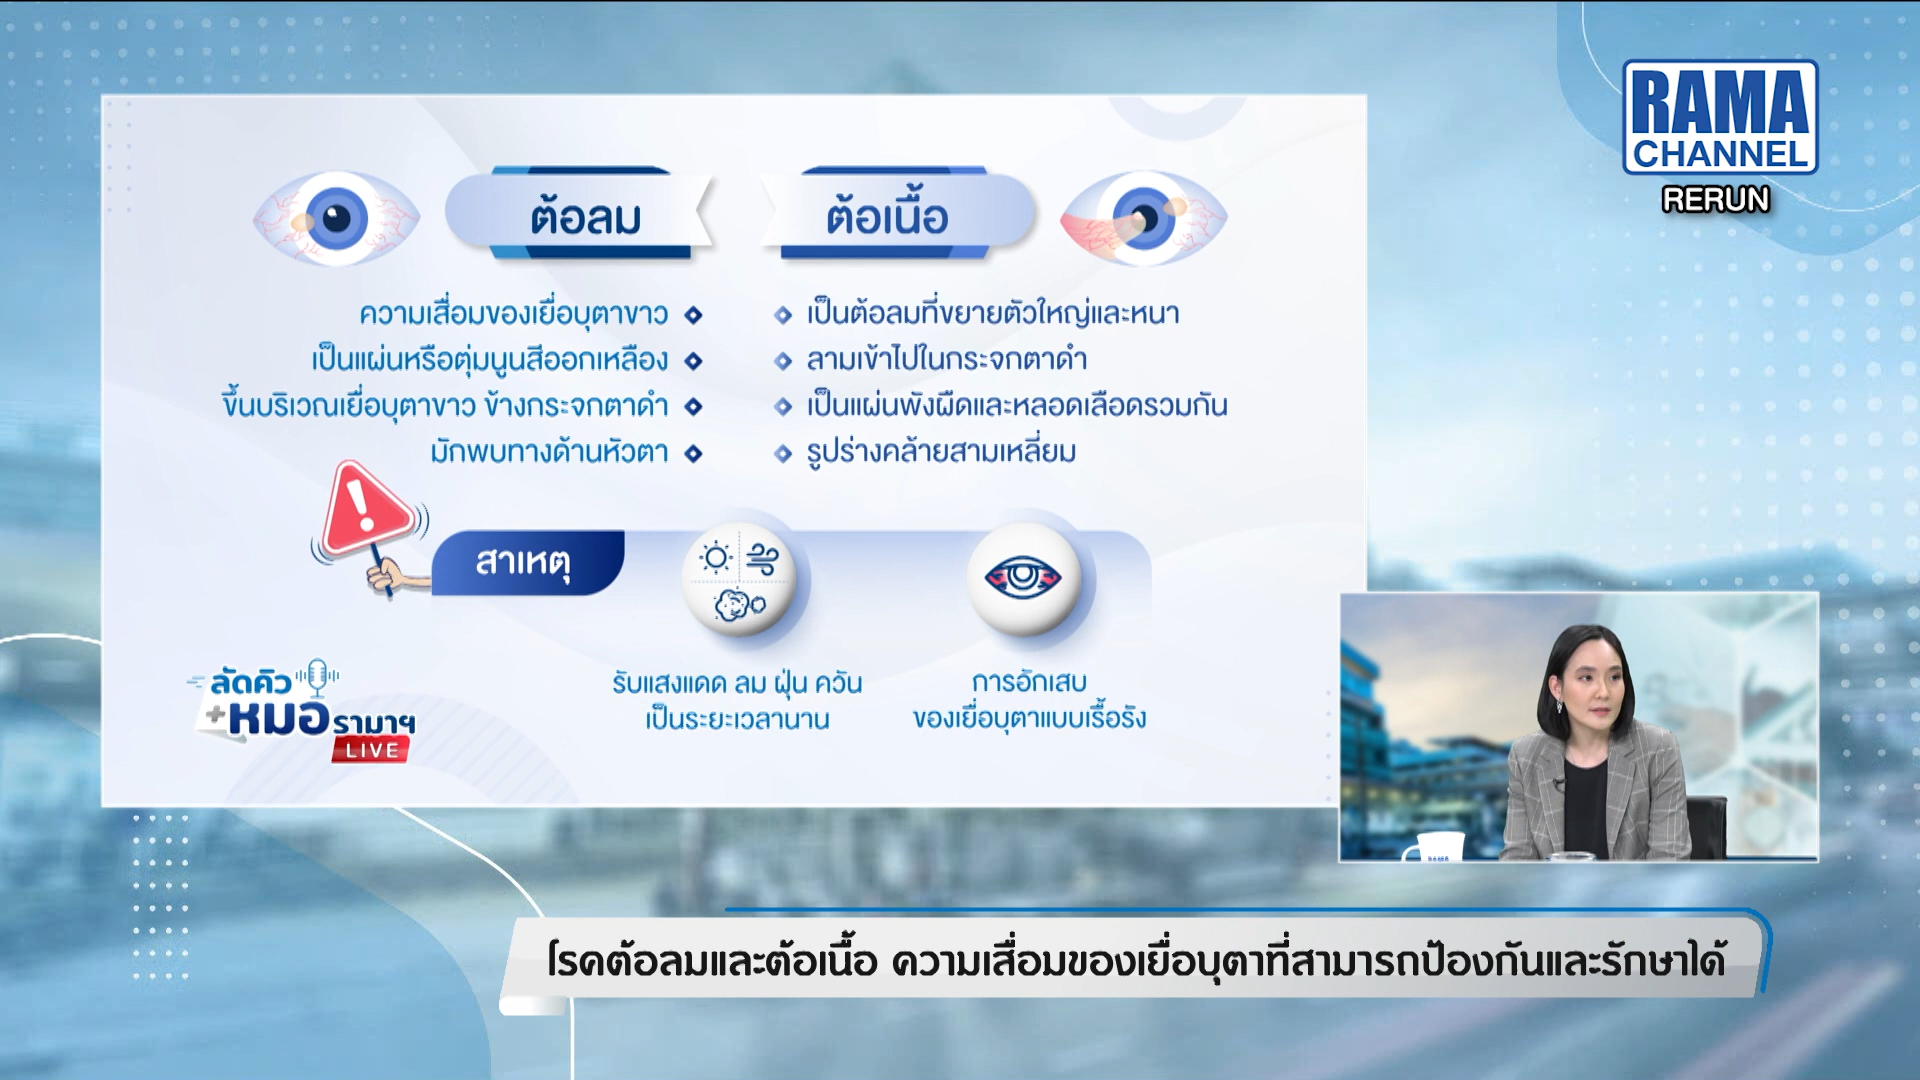 RAMA
CHANNEL
RERUN
ต้อลม
ความเสื่อมของเยื่อบุตาขาว
เป็นแผ่นหรือตุ่มนูนสีออกเหลือง
ขึ้นบริเวณเยื่อบุตาขาว ข้างกระจกตาดำ
มักพบทางด้านหัวตา
ต้อเนื้อ
เป็นต้อลมที่ขยายตัวใหญ่และหนา
ลามเข้าไปในกระจกตาดำ
เป็นแผ่นพังผืดและหลอดเลือดรวมกัน
รูปร่างคล้ายสามเหลี่ยม
สาเหตุ
รับแสงแดด ลม ฝุ่น ควัน
เป็นระยะเวลานาน
การอักเสบ
ของเยื่อบุตาแบบเรื้อรัง
ลัดคิว
หมอรามาฯ
LIVE
RAMA
โรคต้อลมและต้อเนื้อ ความเสื่อมของเยื่อบุตาที่สามารถป้องกันและรักษาได้